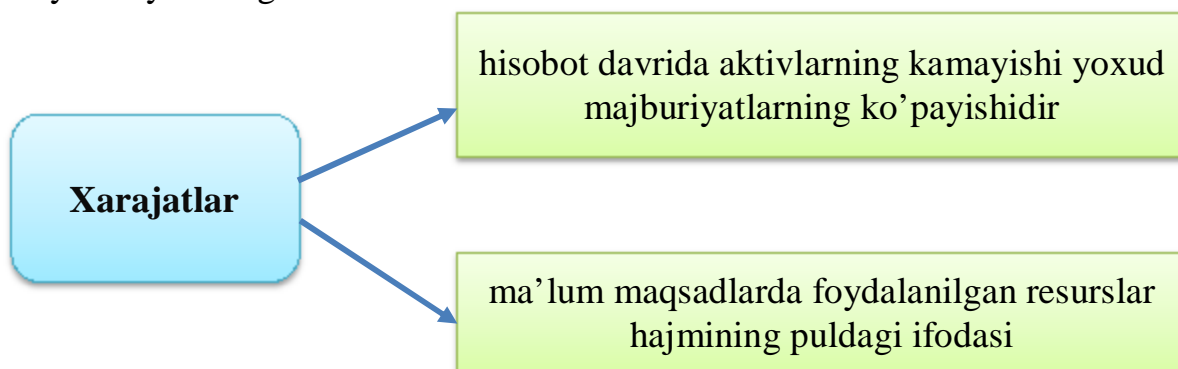 hisobot davrida aktivlarning kamayishi yoxud
majburiyatlarning ko’payishidir
Xarajatlar
ma’lum maqsadlarda foydalanilgan resurslar
hajmining puldagi ifodasi